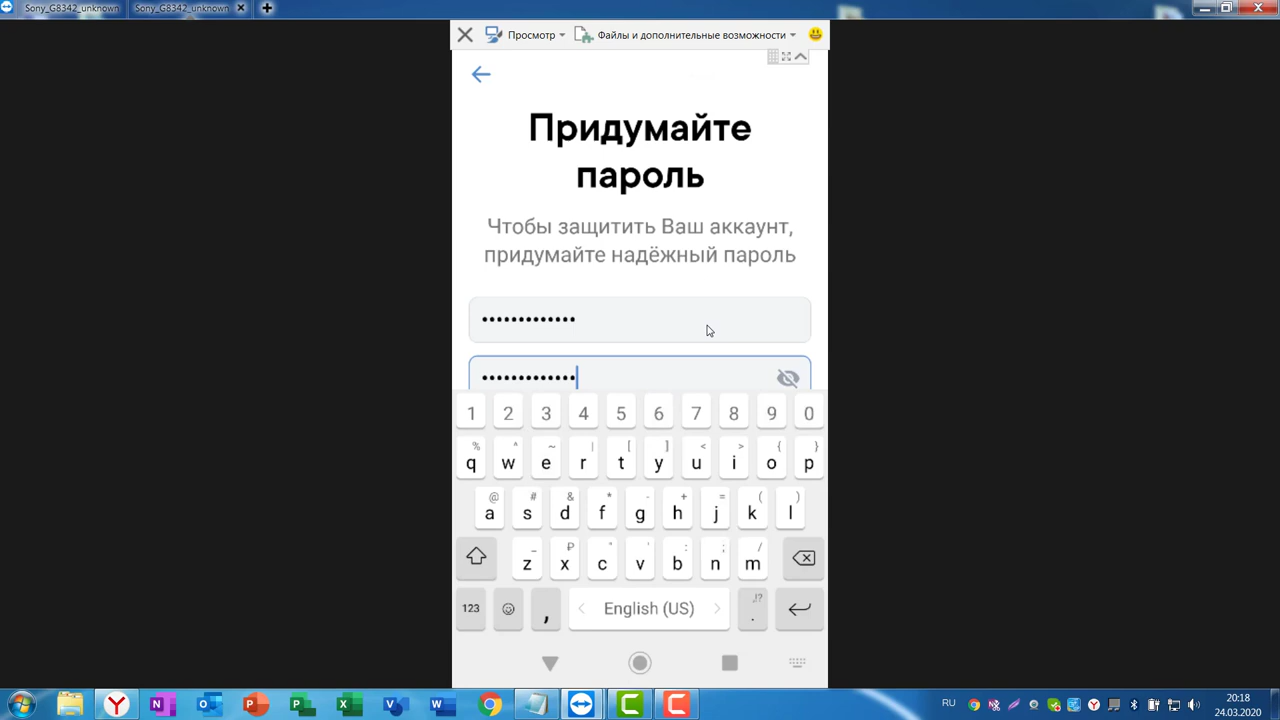 Sony_G8342_unknown
Sony_G8342_unknown
Просмотр
Файлы и дополнительные возможности
Придумайте
пароль
Чтобы защитить Ваш аккаунт,
придумайте надёжный пароль
•••••••••••••
•••••••••••••
1 2 3 4 5 6 7 8 9 0
% ^ ~ | [ ] < > { }
q w e r t y u i o p
@ # & * - + = ( )
a s d f g h j k l
_ ₽ " ' : ; /
z x c v b n m
123 , English (US) ,!? .
RU
20:18
24.03.2020